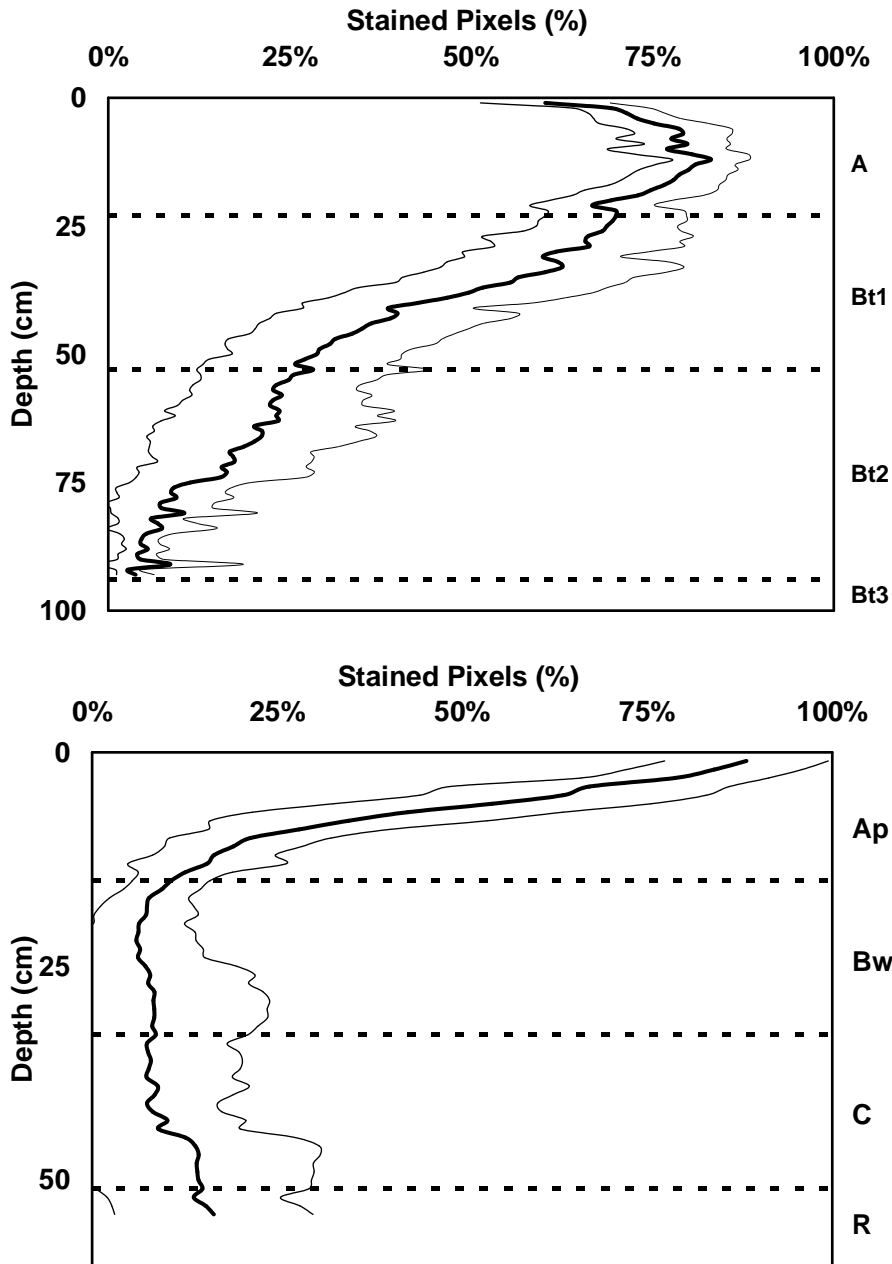 Stained Pixels (%)
0% 25% 50% 75% 100%
0
A
25
Bt1
Depth (cm)
50
75
Bt2
100
Bt3
Stained Pixels (%)
0% 25% 50% 75% 100%
0
Ap
25
Bw
Depth (cm)
C
50
R